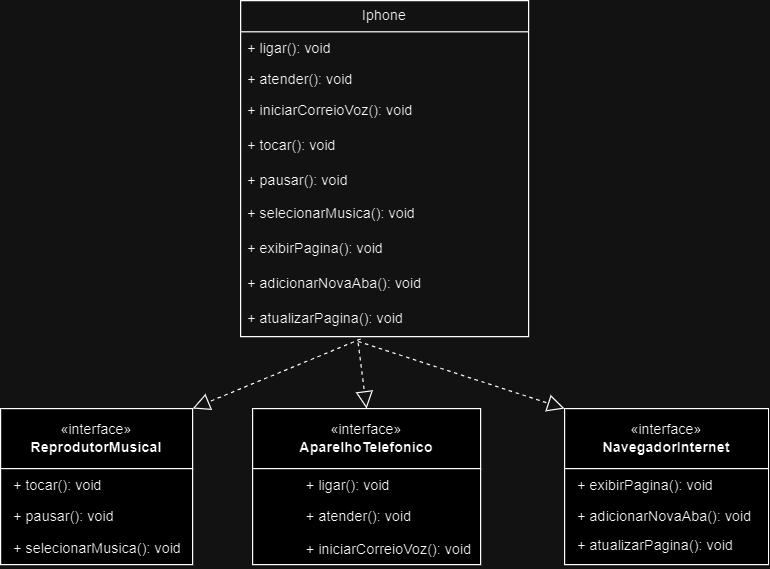 Iphone
+ ligar(): void
+ atender(): void
+ iniciarCorreioVoz(): void
+ tocar(): void
+ pausar(): void
+ selecionarMusica(): void
+ exibirPagina(): void
+ adicionarNovaAba(): void
+ atualizarPagina(): void
«interface»
ReprodutorMusical
+ tocar(): void
+ pausar(): void
+ selecionarMusica(): void
«interface»
AparelhoTelefonico
+ ligar(): void
+ atender(): void
+ iniciarCorreioVoz(): void
«interface»
NavegadorInternet
+ exibirPagina(): void
+ adicionarNovaAba(): void
+ atualizarPagina(): void